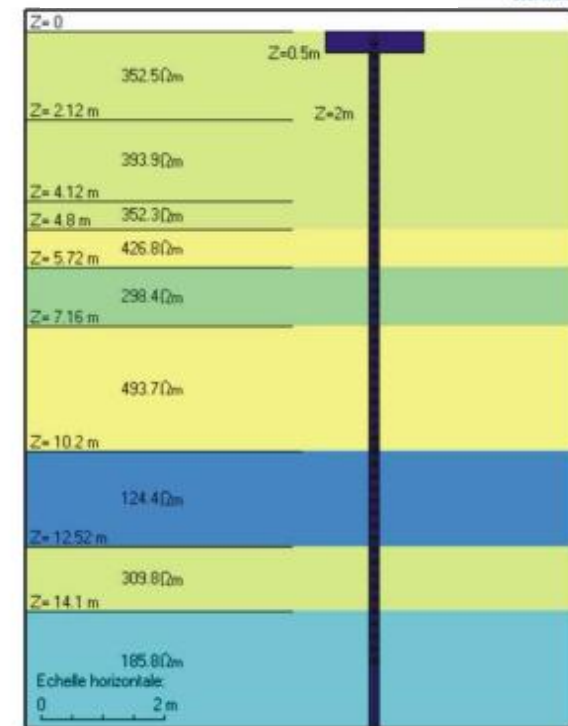 Z= 0
Z=0.5m
352.5Ωm
Z= 2.12 m
Z=2m
393.9Ωm
Z= 4.12 m
352.3Ωm
Z= 4.8 m
426.8Ωm
Z= 5.72 m
298.4Ωm
Z= 7.16 m
493.7Ωm
Z= 10.2 m
124.4Ωm
Z= 12.52 m
309.8Ωm
Z= 14.1 m
185.8Ωm
Echelle horizontale:
0 2 m